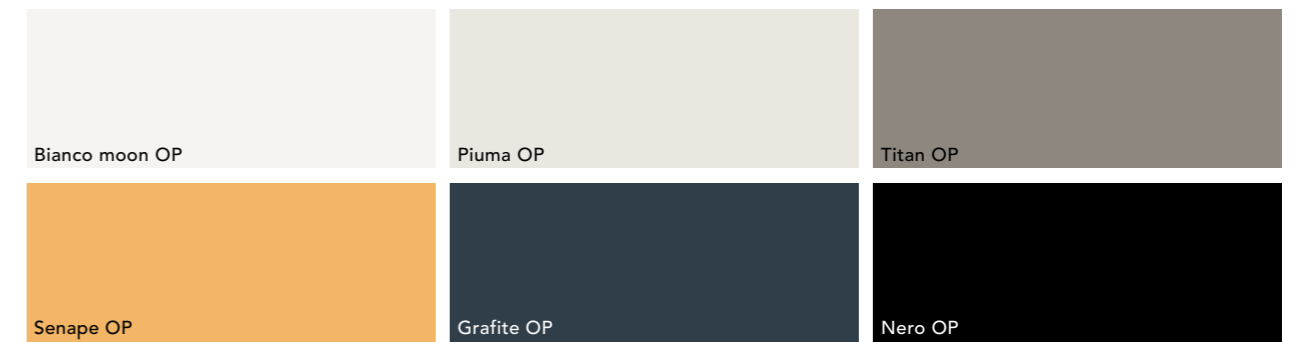 Bianco moon OP
Piuma OP
Titan OP
Senape OP
Grafite OP
Nero OP